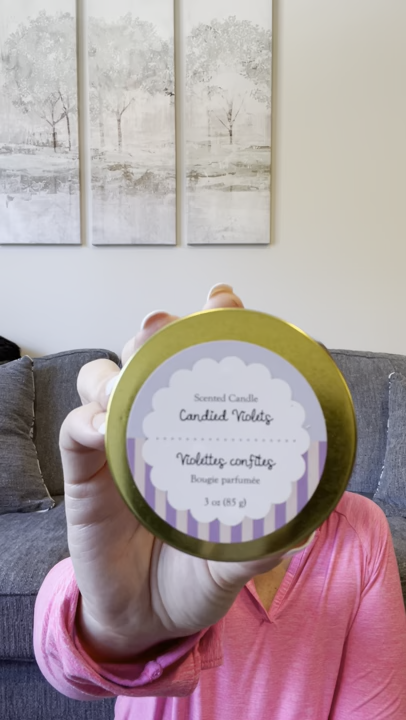 Scented Candle
Candied Violets
Violettes confites
Bougie parfumée
3 oz (85 g)